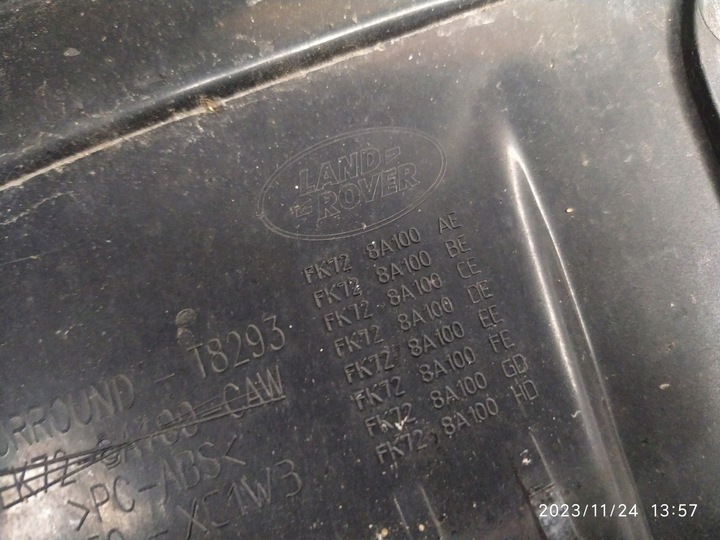 LAND
ROVER
FK72 8A100 AE
FK72 8A100 BE
FK72 8A100 CE
FK72 8A100 DE
FK72 8A100 EE
FK72 8A100 FE
FK72 8A100 GD
FK72 8A100 HD
T8293
CAW
>PC-ABS<
XC1W3
2023/11/24 13:57